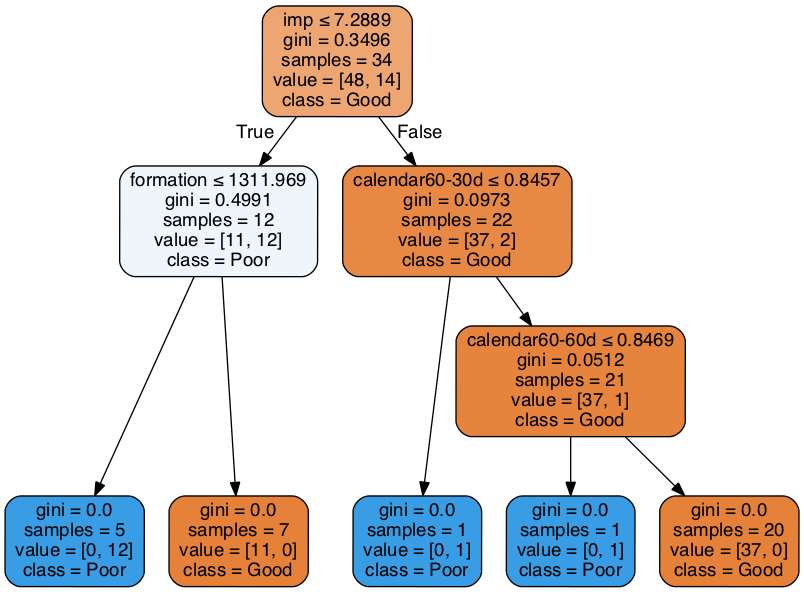 imp ≤ 7.2889
gini = 0.3496
samples = 34
value = [48, 14]
class = Good
True
False
formation ≤ 1311.969
gini = 0.4991
samples = 12
value = [11, 12]
class = Poor
calendar60-30d ≤ 0.8457
gini = 0.0973
samples = 22
value = [37, 2]
class = Good
calendar60-60d ≤ 0.8469
gini = 0.0512
samples = 21
value = [37, 1]
class = Good
gini = 0.0
samples = 5
value = [0, 12]
class = Poor
gini = 0.0
samples = 7
value = [11, 0]
class = Good
gini = 0.0
samples = 1
value = [0, 1]
class = Poor
gini = 0.0
samples = 1
value = [0, 1]
class = Poor
gini = 0.0
samples = 20
value = [37, 0]
class = Good